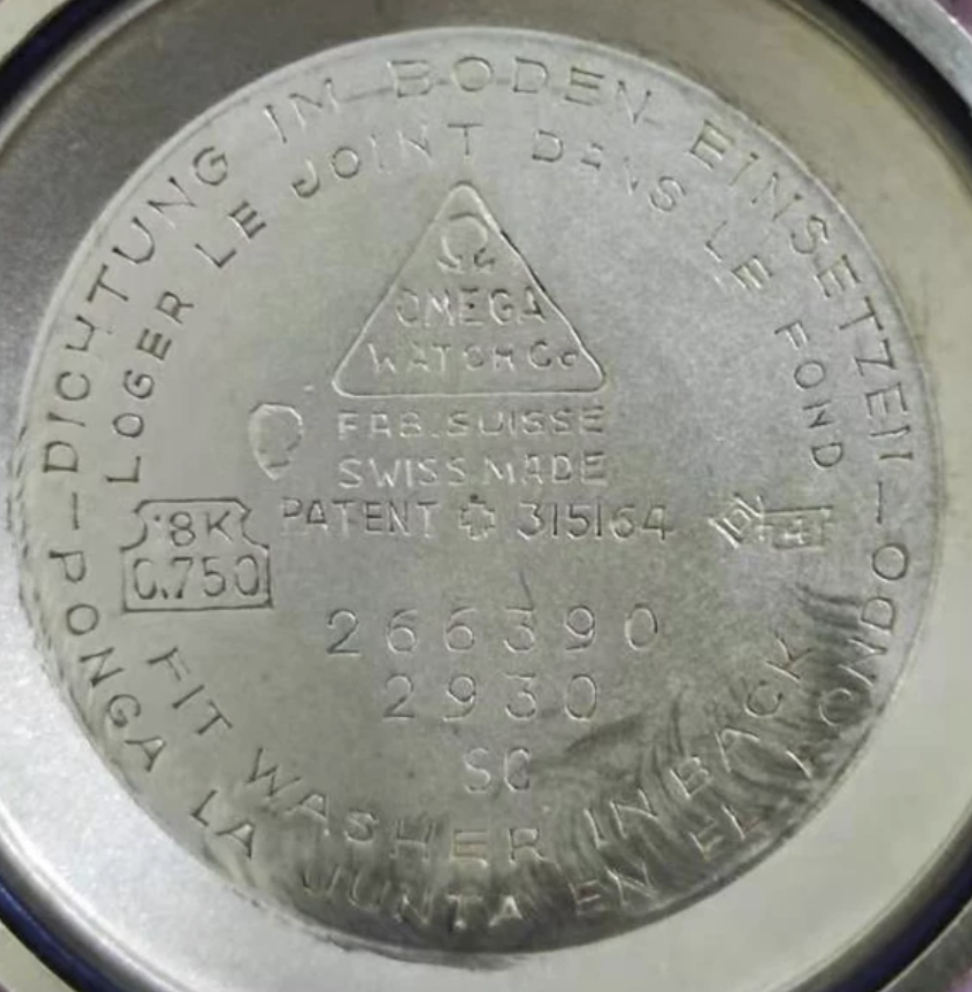 DICHTUNG IM BODEN EINSETZEN – PONGA LA JUNTA EN EL FONDO –
LOGER LE JOINT DANS LE FOND
Ω
OMEGA
WATCH Co
FAB. SUISSE
SWISS MADE
PATENT ✚ 315164
18K
0.750
266390
2930
SC
FIT WASHER IN BACK